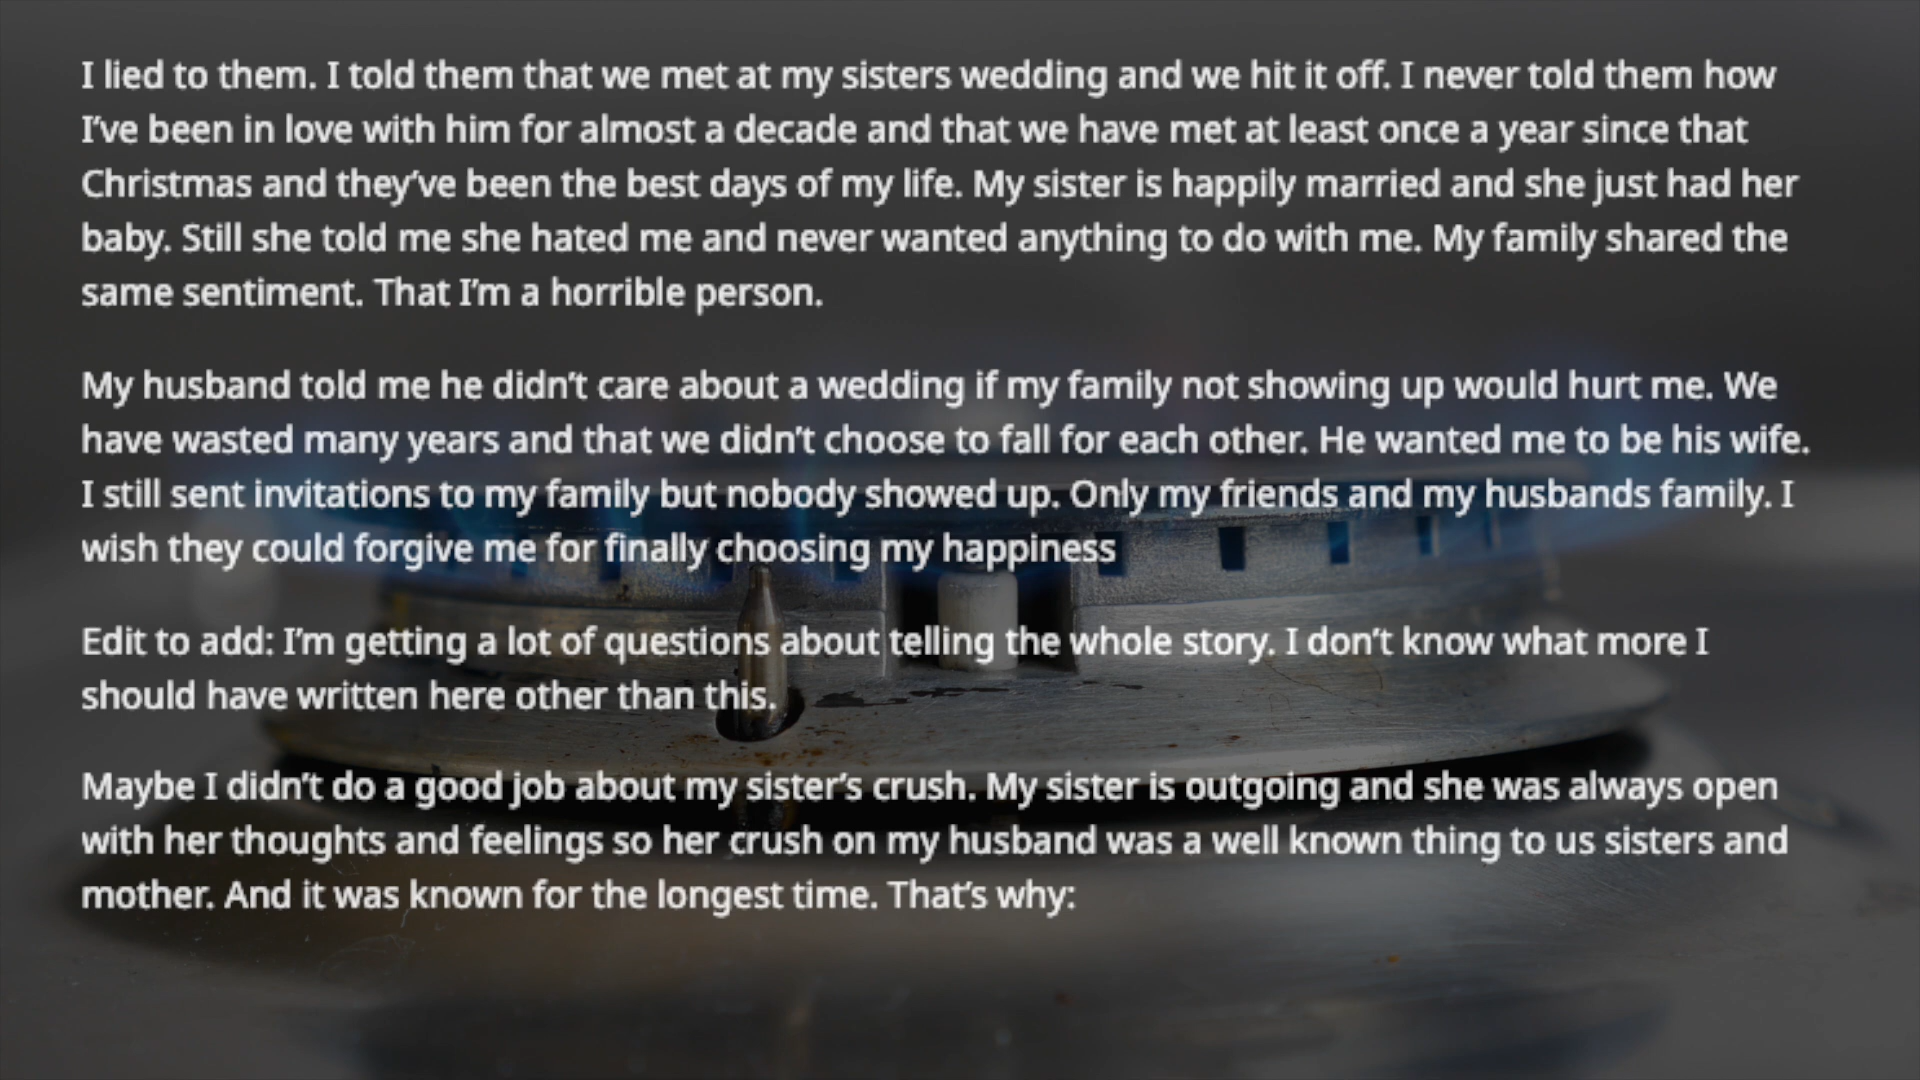 I lied to them. I told them that we met at my sisters wedding and we hit it off. I never told them how
I've been in love with him for almost a decade and that we have met at least once a year since that
Christmas and they've been the best days of my life. My sister is happily married and she just had her
baby. Still she told me she hated me and never wanted anything to do with me. My family shared the
same sentiment. That I'm a horrible person.
My husband told me he didn't care about a wedding if my family not showing up would hurt me. We
have wasted many years and that we didn't choose to fall for each other. He wanted me to be his wife.
I still sent invitations to my family but nobody showed up. Only my friends and my husbands family. I
wish they could forgive me for finally choosing my happiness
Edit to add: I'm getting a lot of questions about telling the whole story. I don't know what more I
should have written here other than this.
Maybe I didn't do a good job about my sister's crush. My sister is outgoing and she was always open
with her thoughts and feelings so her crush on my husband was a well known thing to us sisters and
mother. And it was known for the longest time. That's why: